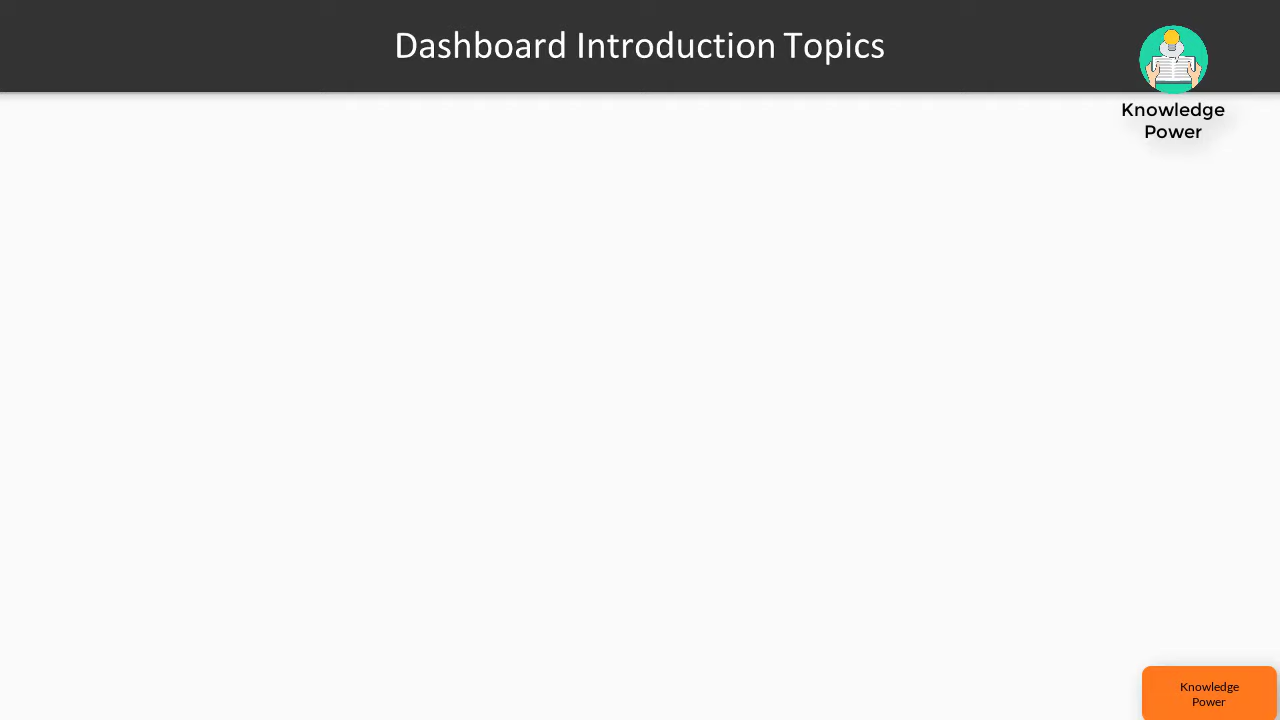 Dashboard Introduction Topics
Knowledge
Power
Knowledge
Power